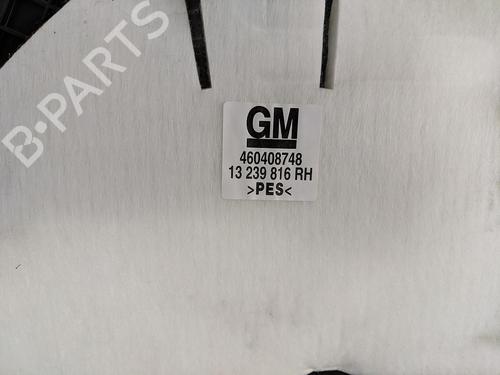 B-PARTS
GM
460408748
13 239 816 RH
>PES<